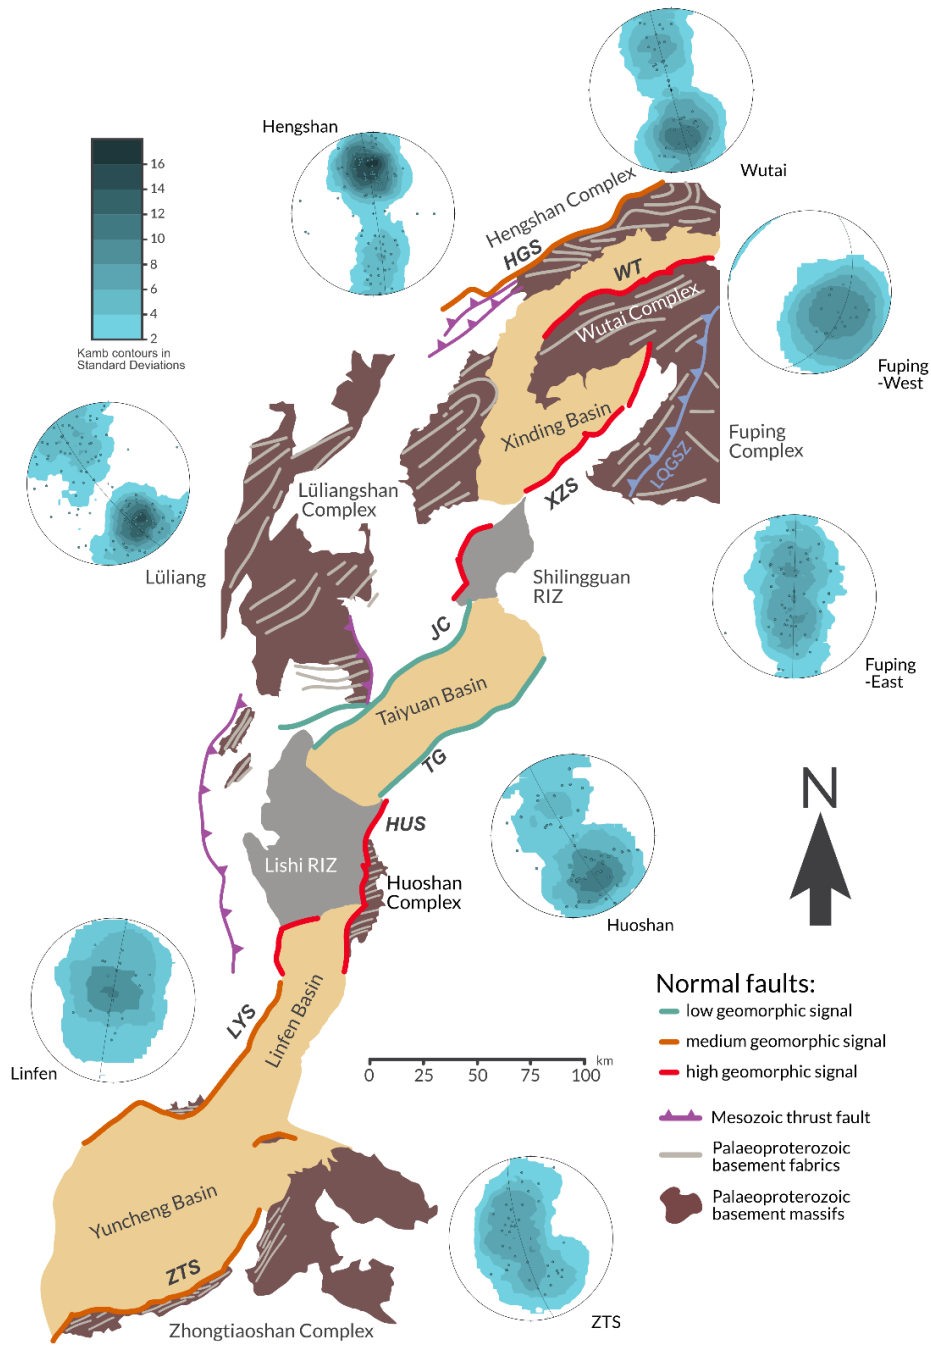 Hengshan
Wutai
16
14
12
10
8
6
4
2
Kamb contours in
Standard Deviations
Hengshan Complex
HGS
WT
Wutai Complex
Fuping
-West
Xinding Basin
LQGSZ
Fuping
Complex
XZS
Lüliangshan
Complex
Lüliang
Shilingguan
RIZ
JC
Taiyuan Basin
TG
Fuping
-East
HUS
Lishi RIZ
Huoshan
Complex
Huoshan
N
LYS
Linfen Basin
Linfen
km
0 25 50 75 100
Normal faults:
low geomorphic signal
medium geomorphic signal
high geomorphic signal
Mesozoic thrust fault
Palaeoproterozoic
basement fabrics
Palaeoproterozoic
basement massifs
Yuncheng Basin
ZTS
Zhongtiaoshan Complex
ZTS